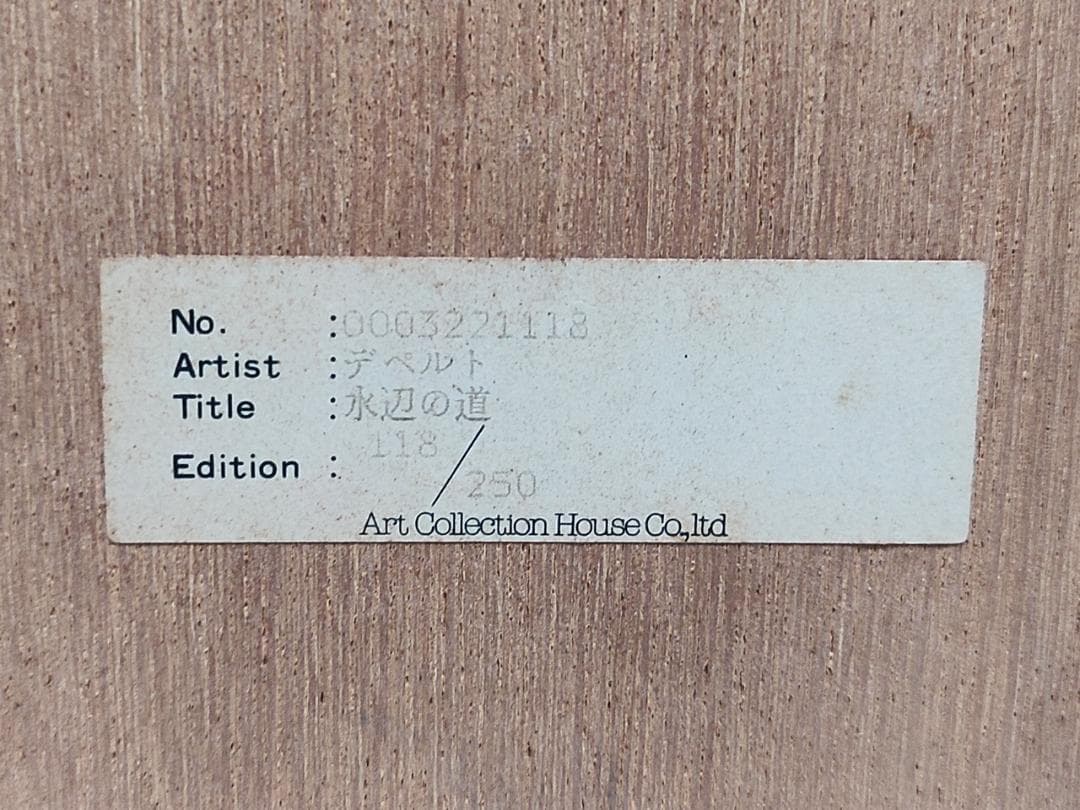 No. :0003221118
Artist :デペルト
Title :水辺の道
Edition : 118/250
Art Collection House Co.,ltd